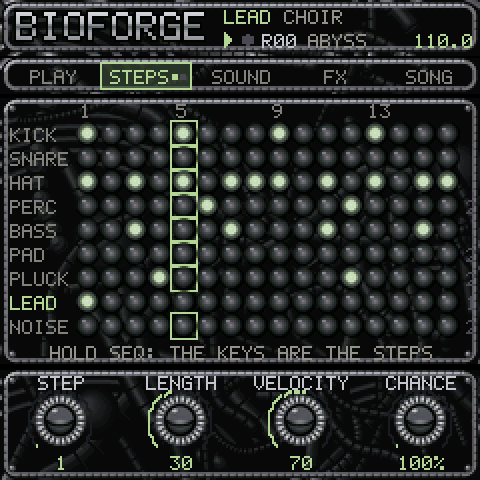 BIOFORGE
LEAD CHOIR
R00 ABYSS 110.0
PLAY STEPS SOUND FX SONG
1 5 9 13
KICK
SNARE
HAT
PERC
BASS
PAD
PLUCK
LEAD
NOISE
HOLD SEQ: THE KEYS ARE THE STEPS
STEP LENGTH VELOCITY CHANCE
1 30 70 100%